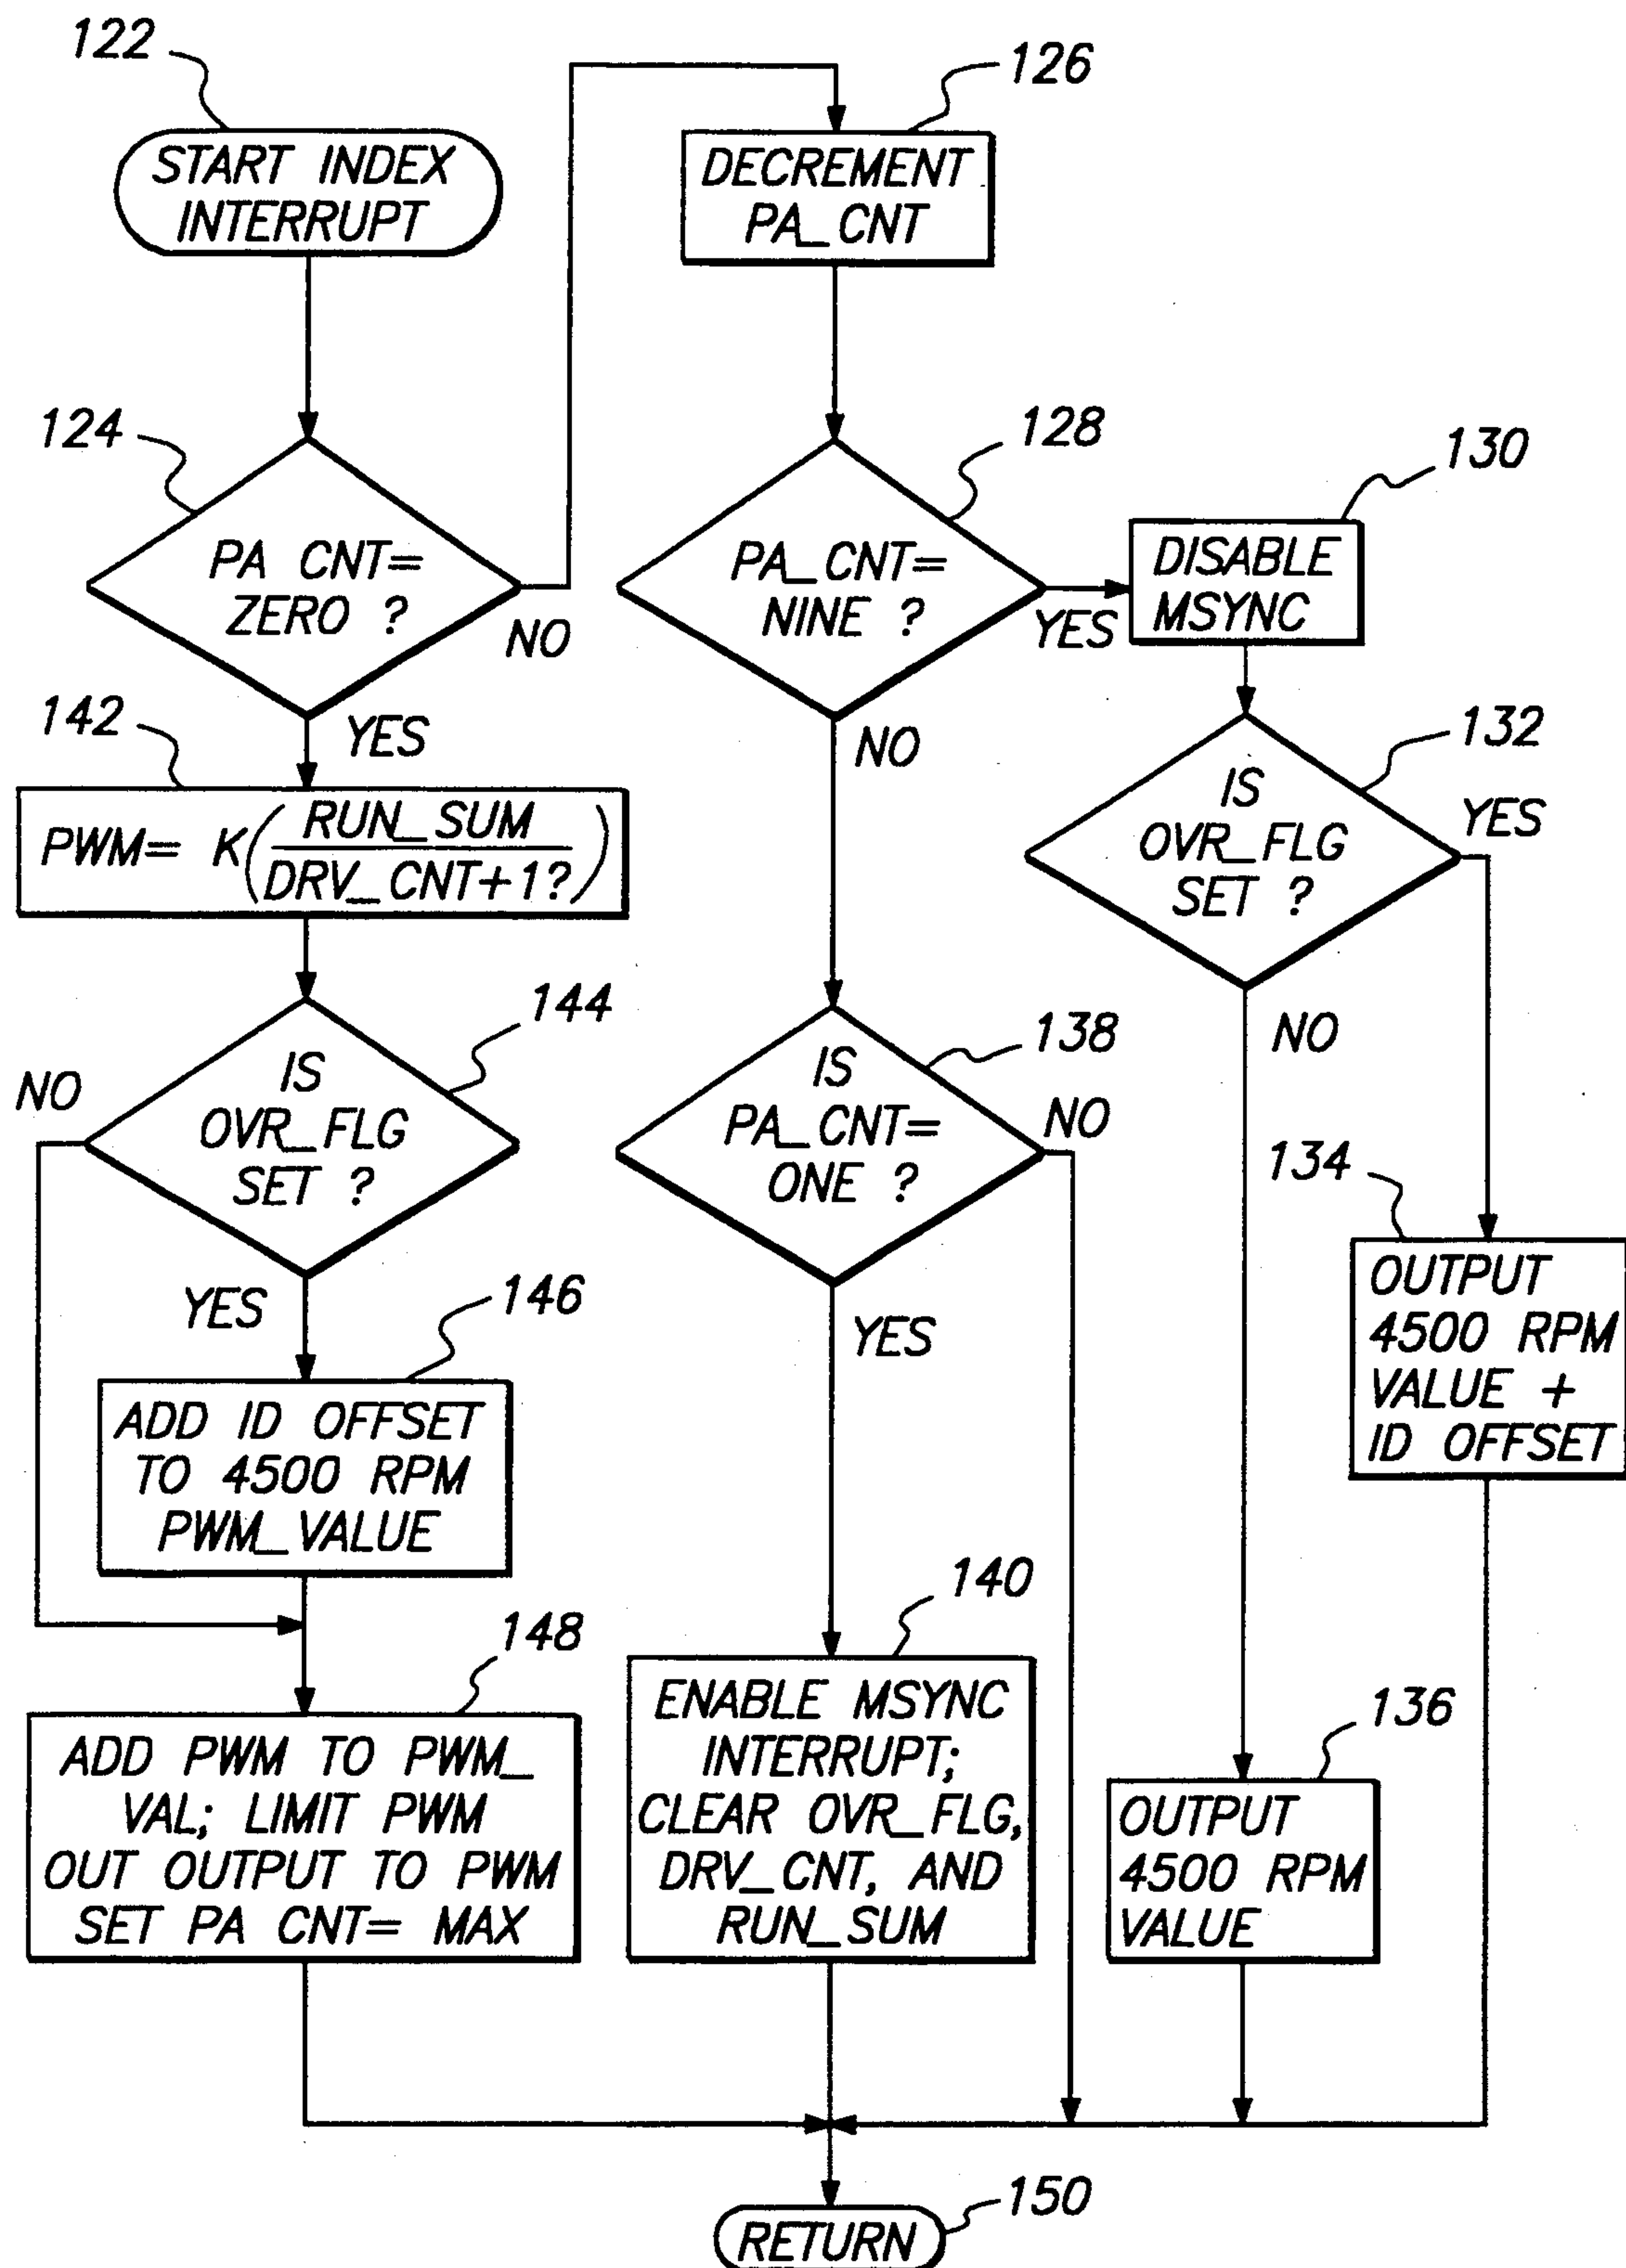 122
START INDEX
INTERRUPT
126
DECREMENT
PA_CNT
124
PA CNT=
ZERO ?
NO
YES
128
PA_CNT=
NINE ?
YES
NO
130
DISABLE
MSYNC
132
IS
OVR_FLG
SET ?
YES
NO
142
PWM= K(RUN_SUM
DRV_CNT+1?)
144
IS
OVR_FLG
SET ?
NO
YES
138
IS
PA_CNT=
ONE ?
NO
YES
134
OUTPUT
4500 RPM
VALUE +
ID OFFSET
146
ADD ID OFFSET
TO 4500 RPM
PWM_VALUE
148
ADD PWM TO PWM_
VAL; LIMIT PWM
OUT OUTPUT TO PWM
SET PA CNT= MAX
140
ENABLE MSYNC
INTERRUPT;
CLEAR OVR_FLG,
DRV_CNT, AND
RUN_SUM
136
OUTPUT
4500 RPM
VALUE
150
RETURN